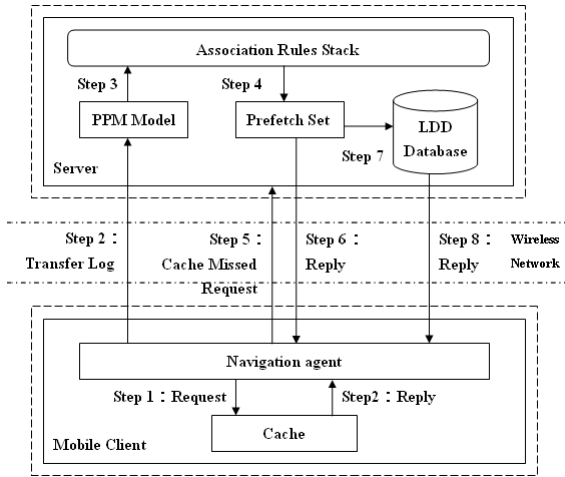 Association Rules Stack
Step 3
Step 4
PPM Model
Prefetch Set
LDD
Database
Step 7
Server
Step 2：
Transfer Log
Step 5：
Cache Missed
Request
Step 6：
Reply
Step 8：
Reply
Wireless
Network
Navigation agent
Step 1：Request
Step2：Reply
Cache
Mobile Client